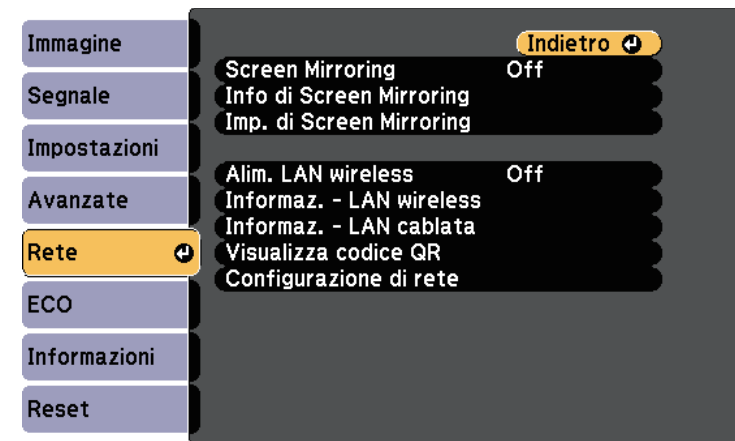 Immagine
Segnale
Impostazioni
Avanzate
Rete
ECO
Informazioni
Reset
Indietro
Screen Mirroring Off
Info di Screen Mirroring
Imp. di Screen Mirroring
Alim. LAN wireless Off
Informaz. - LAN wireless
Informaz. - LAN cablata
Visualizza codice QR
Configurazione di rete